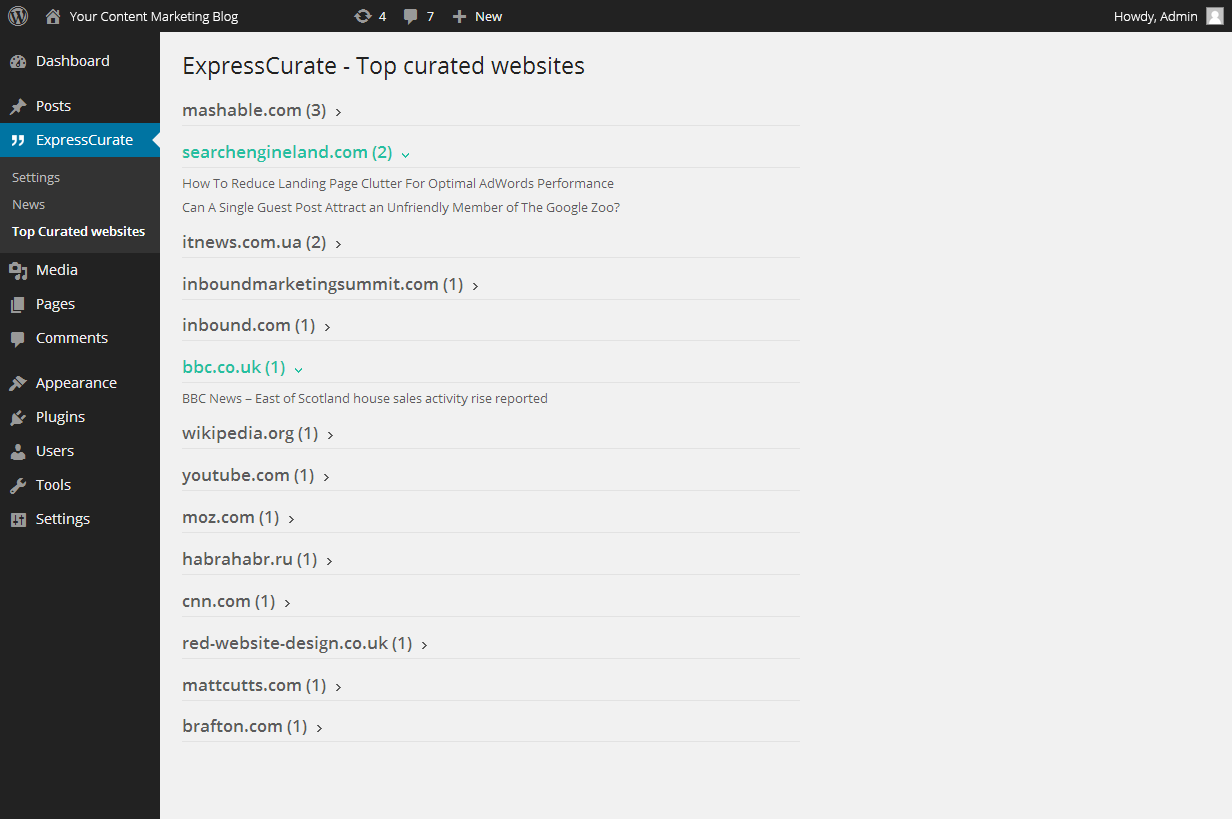 Your Content Marketing Blog 4 7 New Howdy, Admin
Dashboard
Posts
ExpressCurate
Settings
News
Top Curated websites
Media
Pages
Comments
Appearance
Plugins
Users
Tools
Settings
ExpressCurate - Top curated websites
mashable.com (3)
searchengineland.com (2)
How To Reduce Landing Page Clutter For Optimal AdWords Performance
Can A Single Guest Post Attract an Unfriendly Member of The Google Zoo?
itnews.com.ua (2)
inboundmarketingsummit.com (1)
inbound.com (1)
bbc.co.uk (1)
BBC News – East of Scotland house sales activity rise reported
wikipedia.org (1)
youtube.com (1)
moz.com (1)
habrahabr.ru (1)
cnn.com (1)
red-website-design.co.uk (1)
mattcutts.com (1)
brafton.com (1)